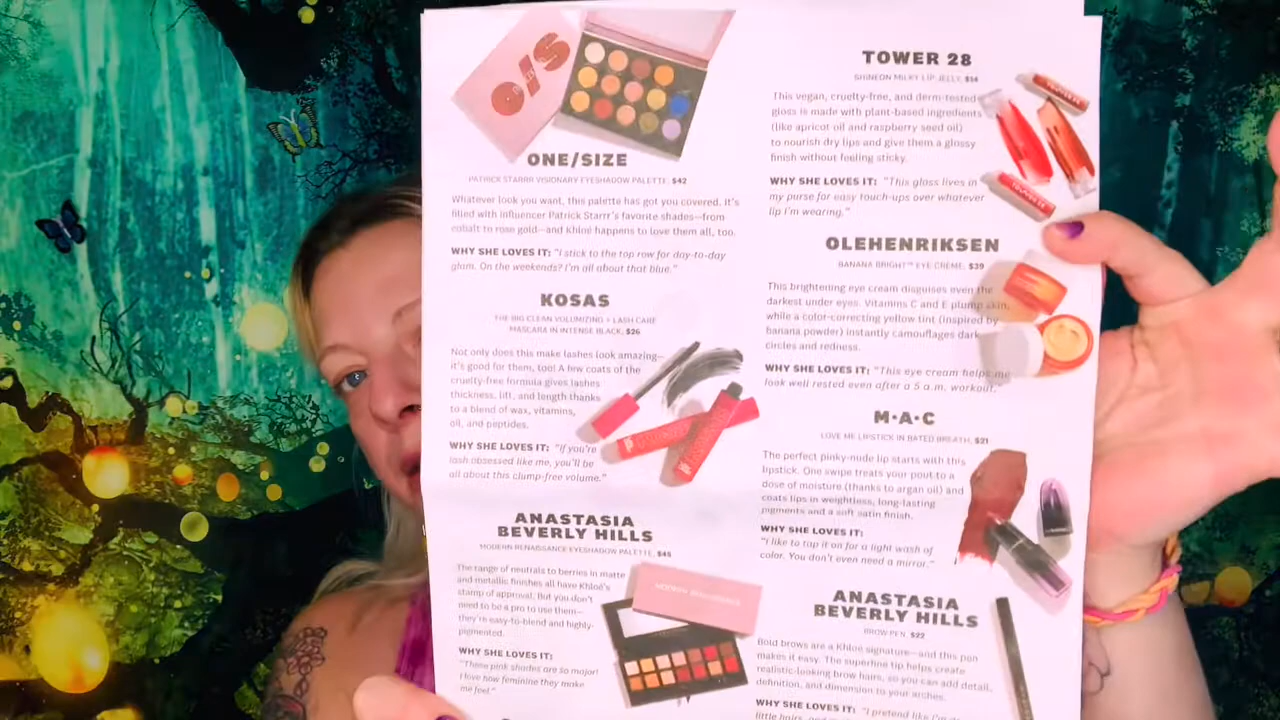 O/S
ONE/SIZE
PATRICK STARRR VISIONARY EYESHADOW PALETTE, $42
Whatever look you want, this palette has got you covered. It's
filled with influencer Patrick Starrr's favorite shades—from
cobalt to rose gold—and Khloé happens to love them all, too.
WHY SHE LOVES IT: "I stick to the top row for day-to-day
glam. On the weekends? I'm all about that blue."
KOSAS
THE BIG CLEAN VOLUMIZING + LASH CARE
MASCARA IN INTENSE BLACK, $26
Not only does this make lashes look amazing—
it's good for them, too! A few coats of the
cruelty-free formula gives lashes
thickness, lift, and length thanks
to a blend of wax, vitamins,
oil, and peptides.
WHY SHE LOVES IT: "If you're
lash obsessed like me, you'll be
all about this clump-free volume."
ANASTASIA
BEVERLY HILLS
MODERN RENAISSANCE EYESHADOW PALETTE, $45
The range of neutrals to berries in matte
and metallic finishes all have Khloé's
stamp of approval. But you don't
need to be a pro to use them—
they're easy-to-blend and highly-
pigmented.
WHY SHE LOVES IT:
"These pink shades are so major!
I love how feminine they make
me feel."
MODERN RENAISSANCE
TOWER 28
SHINEON MILKY LIP JELLY, $14
This vegan, cruelty-free, and derm-tested
gloss is made with plant-based ingredients
(like apricot oil and raspberry seed oil)
to nourish dry lips and give them a glossy
finish without feeling sticky.
WHY SHE LOVES IT: "This gloss lives in
my purse for easy touch-ups over whatever
lip I'm wearing."
OLEHENRIKSEN
BANANA BRIGHT™ EYE CRÈME, $39
This brightening eye cream disguises even the
darkest under eyes. Vitamins C and E plump skin,
while a color-correcting yellow tint (inspired by
banana powder) instantly camouflages dark
circles and redness.
WHY SHE LOVES IT: "This eye cream helps me
look well rested even after a 5 a.m. workout."
M·A·C
LOVE ME LIPSTICK IN BATED BREATH, $21
The perfect pinky-nude lip starts with this
lipstick. One swipe treats your pout to a
dose of moisture (thanks to argan oil) and
coats lips in weightless, long-lasting
pigments and a soft satin finish.
WHY SHE LOVES IT:
"I like to tap it on for a light wash of
color. You don't even need a mirror."
ANASTASIA
BEVERLY HILLS
BROW PEN, $22
Bold brows are a Khloé signature—and this pen
makes it easy. The superfine tip helps create
realistic-looking brow hairs, so you can add detail,
definition, and dimension to your arches.
WHY SHE LOVES IT: "I pretend like I'm
little hairs,